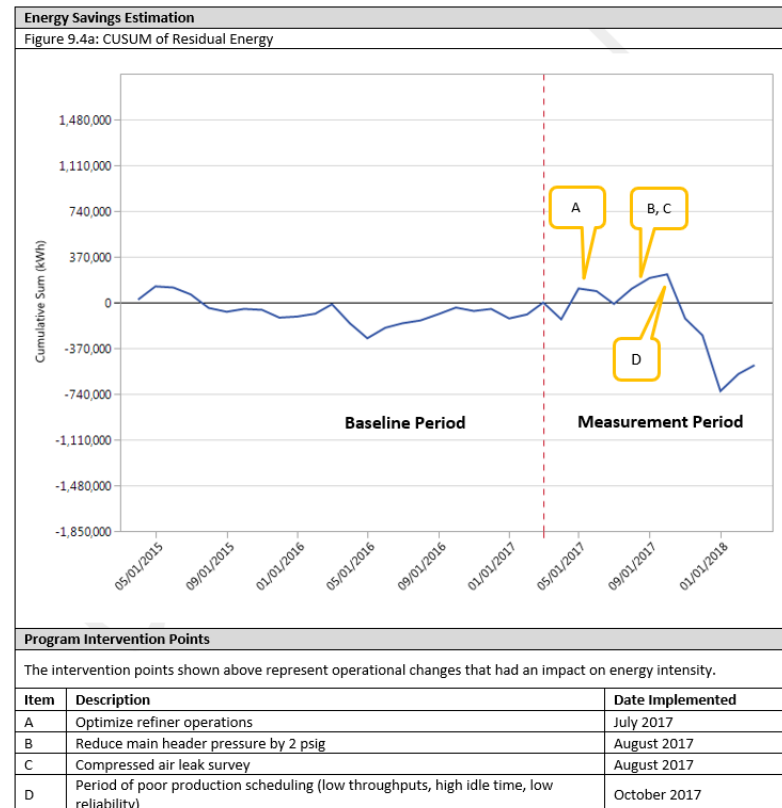 Energy Savings Estimation
Figure 9.4a: CUSUM of Residual Energy
1,480,000
1,110,000
740,000
370,000
0
-370,000
-740,000
-1,110,000
-1,480,000
-1,850,000
Cumulative Sum (kWh)
A
B, C
D
Baseline Period
Measurement Period
05/01/2015
09/01/2015
01/01/2016
05/01/2016
09/01/2016
01/01/2017
05/01/2017
09/01/2017
01/01/2018
Program Intervention Points
The intervention points shown above represent operational changes that had an impact on energy intensity.
Item Description Date Implemented
A Optimize refiner operations July 2017
B Reduce main header pressure by 2 psig August 2017
C Compressed air leak survey August 2017
D Period of poor production scheduling (low throughputs, high idle time, low
reliability) October 2017